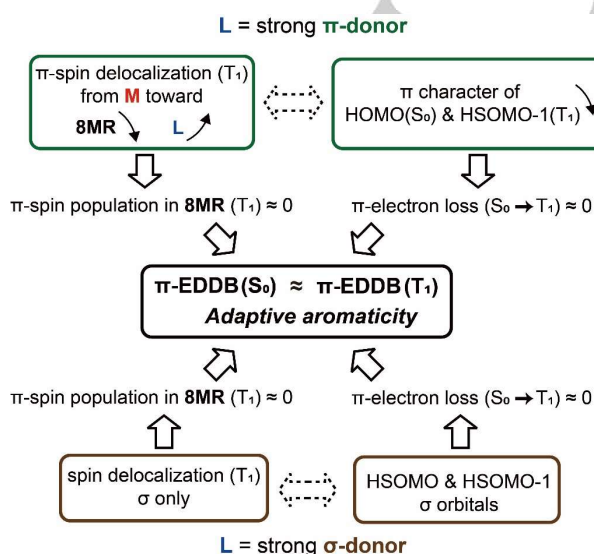 L = strong π-donor
π-spin delocalization (T₁)
from M toward
8MR L
π character of
HOMO(S₀) & HSOMO-1(T₁)
π-spin population in 8MR (T₁) ≈ 0
π-electron loss (S₀ → T₁) ≈ 0
π-EDDB(S₀) ≈ π-EDDB(T₁)
Adaptive aromaticity
π-spin population in 8MR (T₁) ≈ 0
π-electron loss (S₀ → T₁) ≈ 0
spin delocalization (T₁)
σ only
HSOMO & HSOMO-1
σ orbitals
L = strong σ-donor